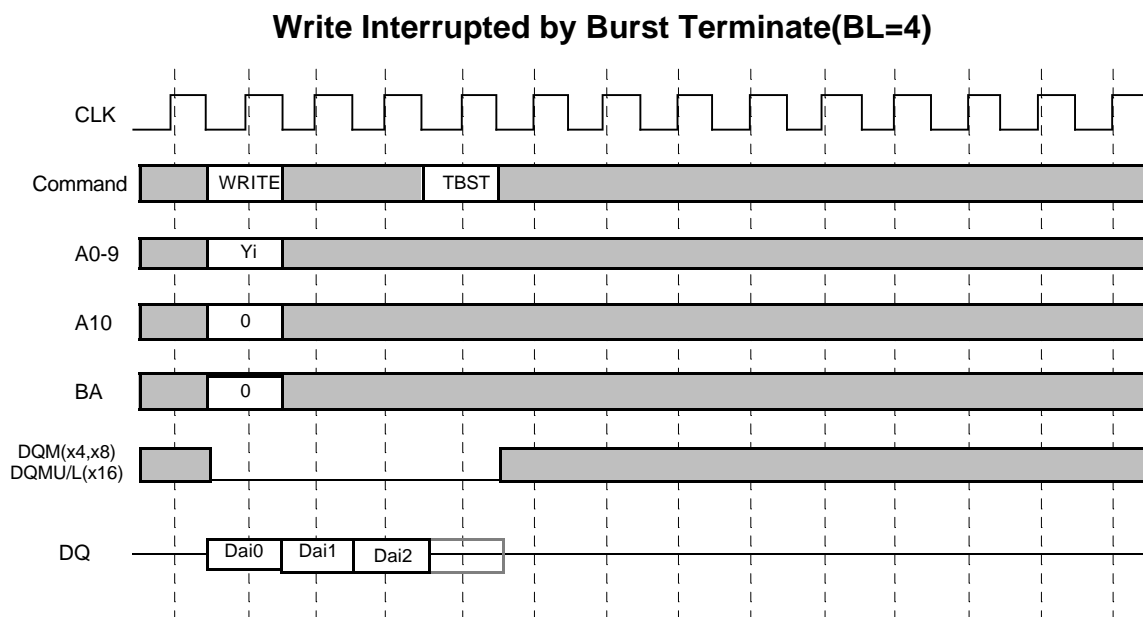 Write Interrupted by Burst Terminate(BL=4)
CLK
Command WRITE TBST
A0-9 Yi
A10 0
BA 0
DQM(x4,x8)
DQMU/L(x16)
DQ Dai0 Dai1 Dai2